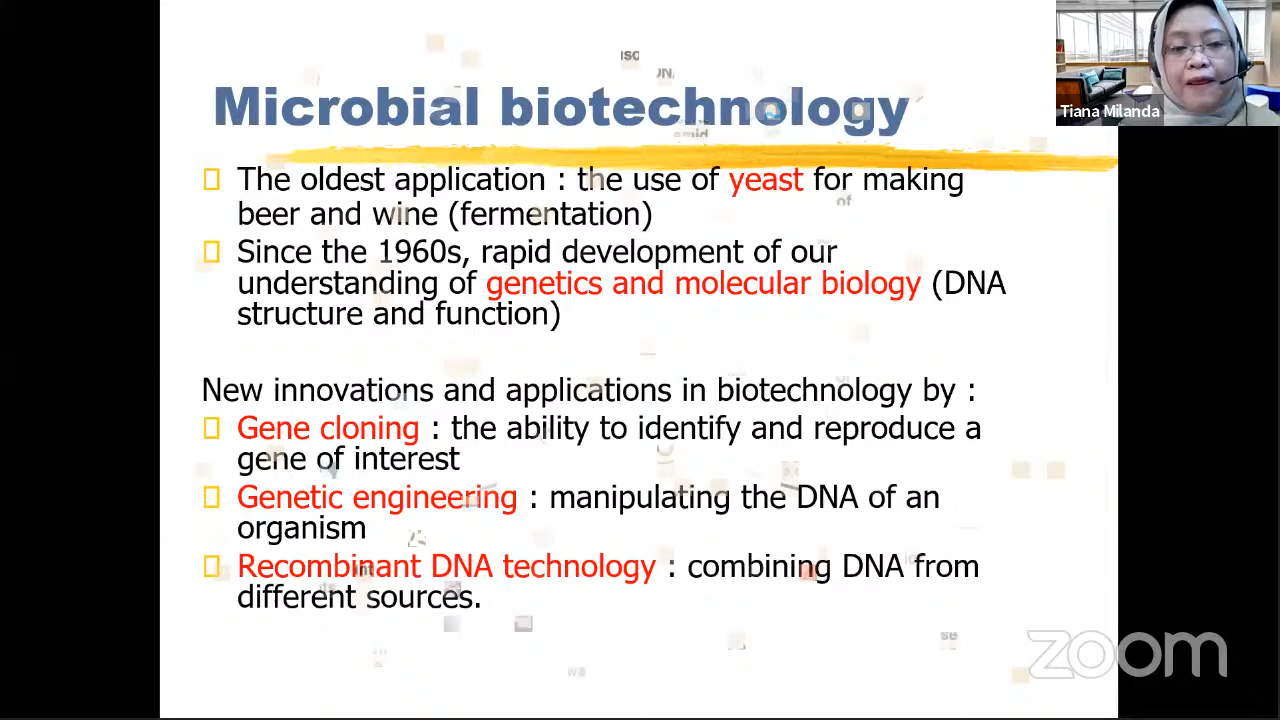 Microbial biotechnology
The oldest application : the use of yeast for making
beer and wine (fermentation)
Since the 1960s, rapid development of our
understanding of genetics and molecular biology (DNA
structure and function)
New innovations and applications in biotechnology by :
Gene cloning : the ability to identify and reproduce a
gene of interest
Genetic engineering : manipulating the DNA of an
organism
Recombinant DNA technology : combining DNA from
different sources.
Tiana Milanda
zoom